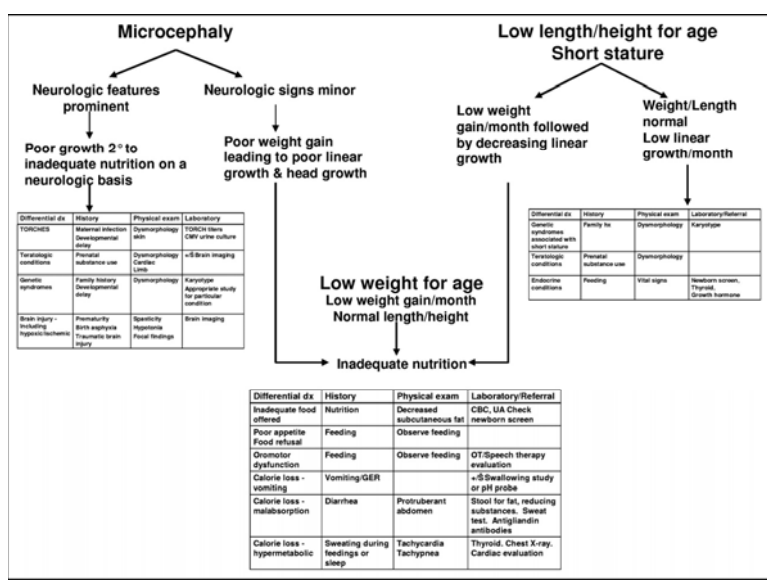 Microcephaly
Neurologic features
prominent
Neurologic signs minor
Poor growth 2° to
inadequate nutrition on a
neurologic basis
Poor weight gain
leading to poor linear
growth & head growth
Differential dx History Physical exam Laboratory
TORCHES Maternal infection Dysmorphology TORCH titers
Developmental skin CMV urine culture
delay
Teratologic Prenatal Dysmorphology +/Š Brain imaging
conditions substance use Cardiac
Limb
Genetic Family history Dysmorphology Karyotype
syndromes Developmental Appropriate study
delay for particular
condition
Brain injury - Prematurity Spasticity Brain imaging
Including Birth asphyxia Hypotonia
hypoxic/ischemic Traumatic brain Focal findings
injury
Low length/height for age
Short stature
Low weight
gain/month followed
by decreasing linear
growth
Weight/Length
normal
Low linear
growth/month
Differential dx History Physical exam Laboratory/Referral
Genetic Family hx Dysmorphology Karyotype
syndromes
associated with
short stature
Teratologic Prenatal Dysmorphology
conditions substance use
Endocrine Feeding Vital signs Newborn screen,
conditions Thyroid.
Growth hormone
Low weight for age
Low weight gain/month
Normal length/height
Inadequate nutrition
Differential dx History Physical exam Laboratory/Referral
Inadequate food Nutrition Decreased CBC, UA Check
offered subcutaneous fat newborn screen
Poor appetite Feeding Observe feeding
Food refusal
Oromotor Feeding Observe feeding OT/Speech therapy
dysfunction evaluation
Calorie loss - Vomiting/GER +/Š Swallowing study
vomiting or pH probe
Calorie loss - Diarrhea Protruberant Stool for fat, reducing
malabsorption abdomen substances. Sweat
test. Antigliandin
antibodies
Calorie loss - Sweating during Tachycardia Thyroid. Chest X-ray.
hypermetabolic feedings or Tachypnea Cardiac evaluation
sleep